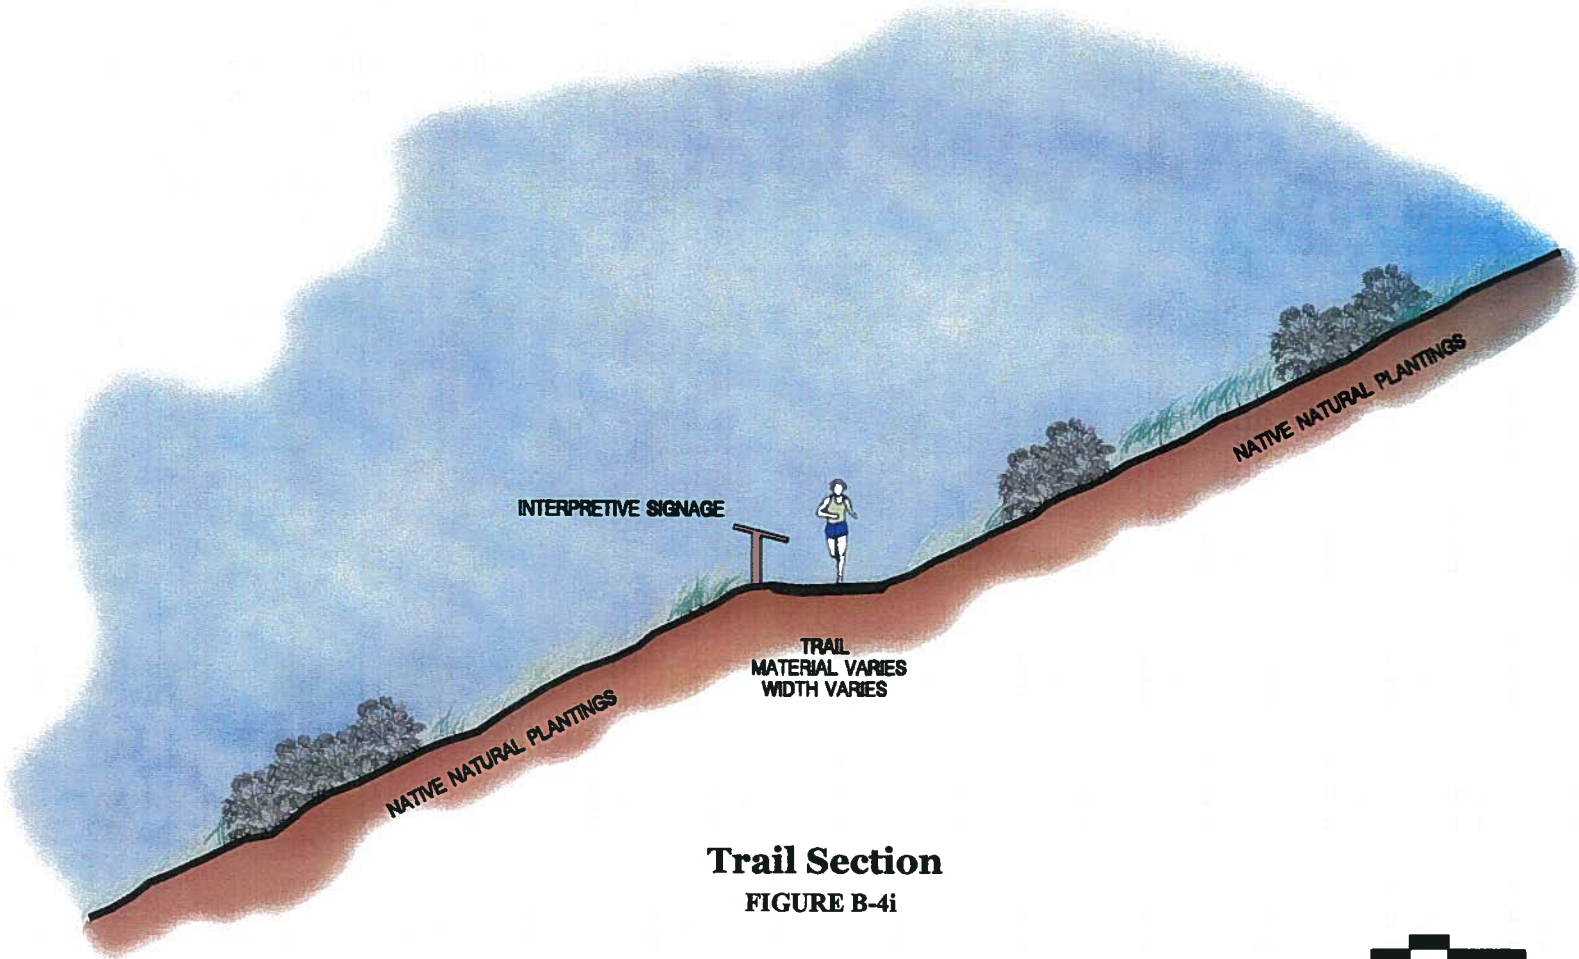 NATIVE NATURAL PLANTINGS
INTERPRETIVE SIGNAGE
TRAIL
MATERIAL VARIES
WIDTH VARIES
NATIVE NATURAL PLANTINGS
Trail Section
FIGURE B-4i